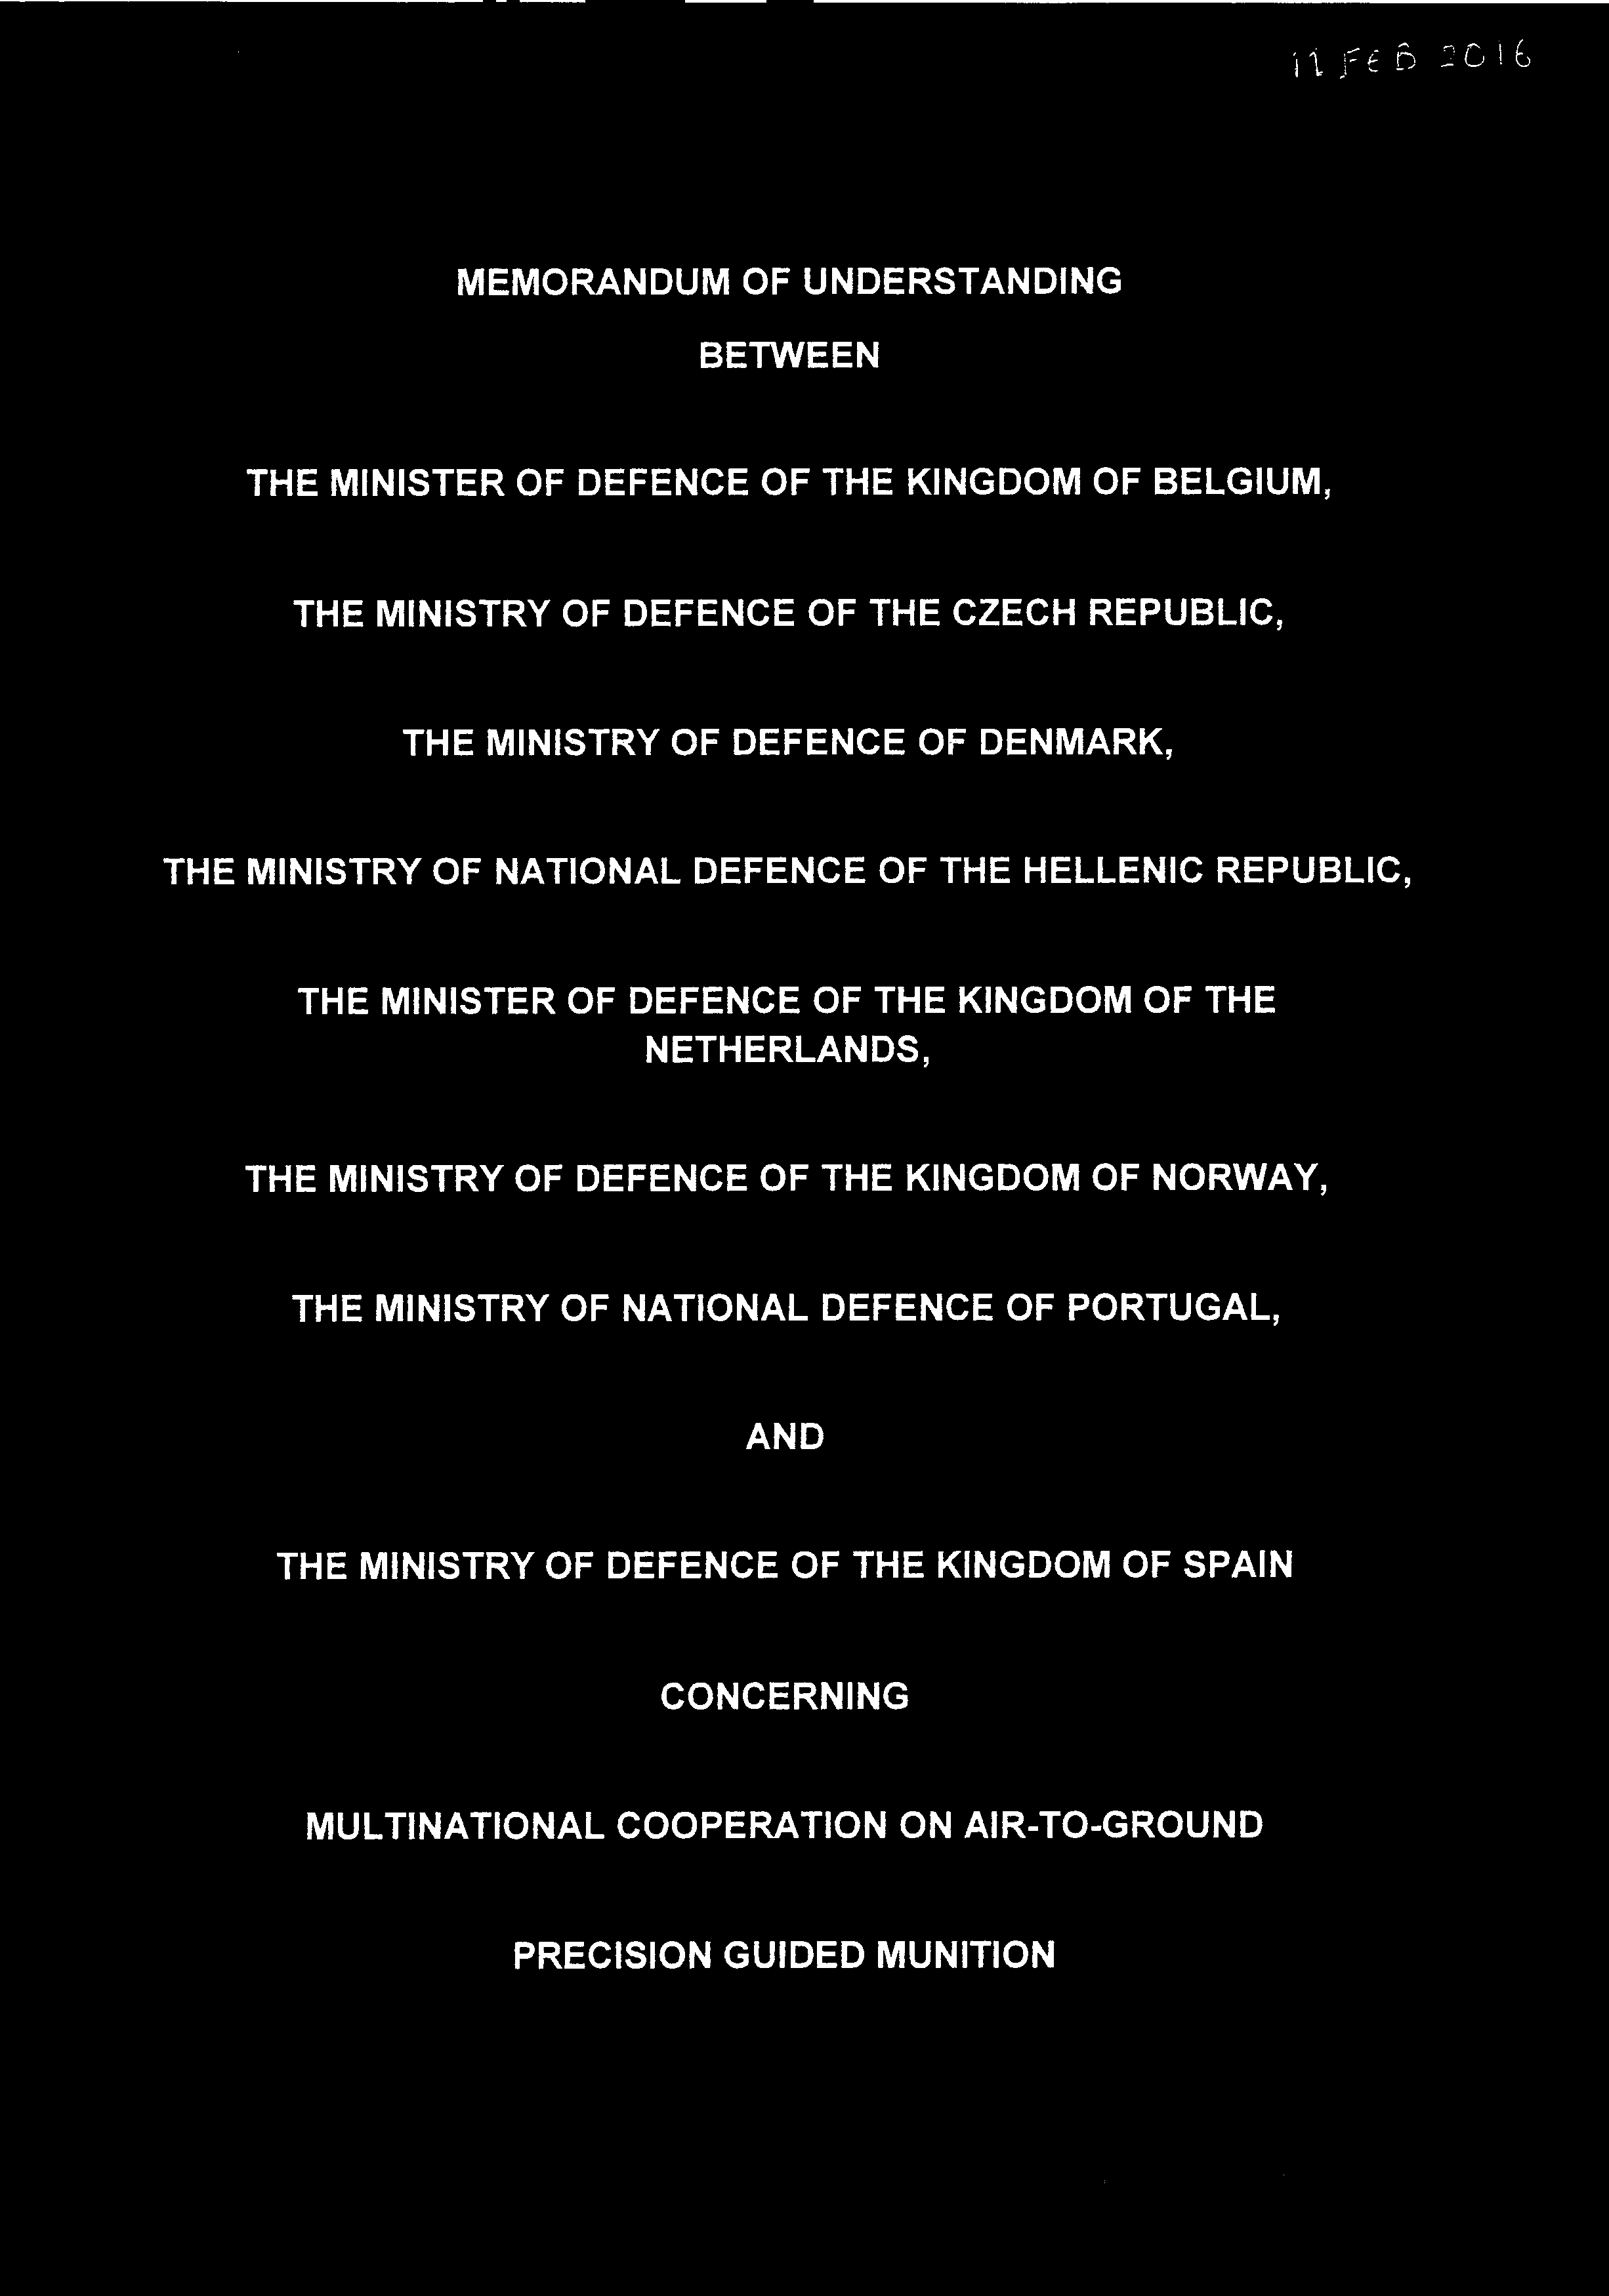 11 FEB 2016
MEMORANDUM OF UNDERSTANDING
BETWEEN
THE MINISTER OF DEFENCE OF THE KINGDOM OF BELGIUM,
THE MINISTRY OF DEFENCE OF THE CZECH REPUBLIC,
THE MINISTRY OF DEFENCE OF DENMARK,
THE MINISTRY OF NATIONAL DEFENCE OF THE HELLENIC REPUBLIC,
THE MINISTER OF DEFENCE OF THE KINGDOM OF THE
NETHERLANDS,
THE MINISTRY OF DEFENCE OF THE KINGDOM OF NORWAY,
THE MINISTRY OF NATIONAL DEFENCE OF PORTUGAL,
AND
THE MINISTRY OF DEFENCE OF THE KINGDOM OF SPAIN
CONCERNING
MULTINATIONAL COOPERATION ON AIR-TO-GROUND
PRECISION GUIDED MUNITION